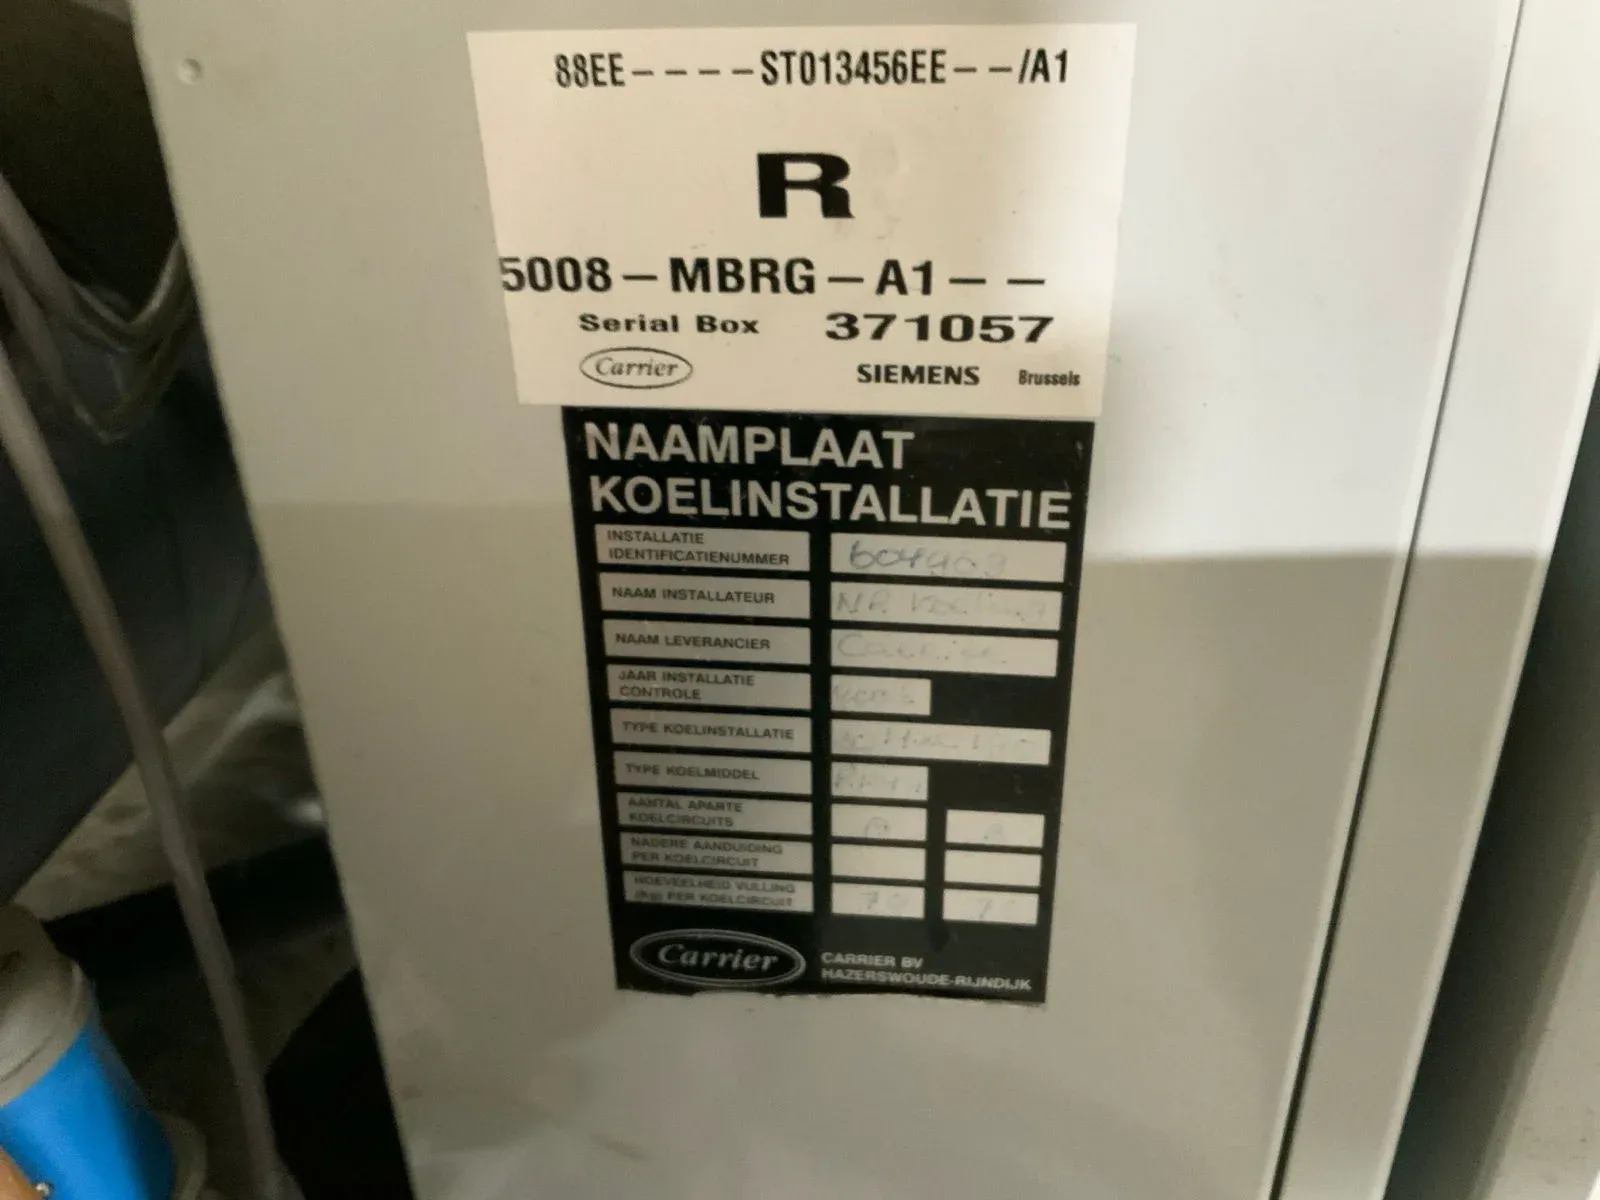 88EE----ST013456EE--/A1
R
5008-MBRG-A1--
Serial Box 371057
Carrier SIEMENS Brussels
NAAMPLAAT
KOELINSTALLATIE
INSTALLATIE
IDENTIFICATIENUMMER
NAAM INSTALLATEUR
NAAM LEVERANCIER
JAAR INSTALLATIE
CONTROLE
TYPE KOELINSTALLATIE
TYPE KOELMIDDEL
AANTAL APARTE
KOELCIRCUITS
NADERE AANDUIDING
PER KOELCIRCUIT
HOEVEELHEID VULLING
(Kg) PER KOELCIRCUIT
Carrier CARRIER BV
HAZERSWOUDE-RIJNDIJK